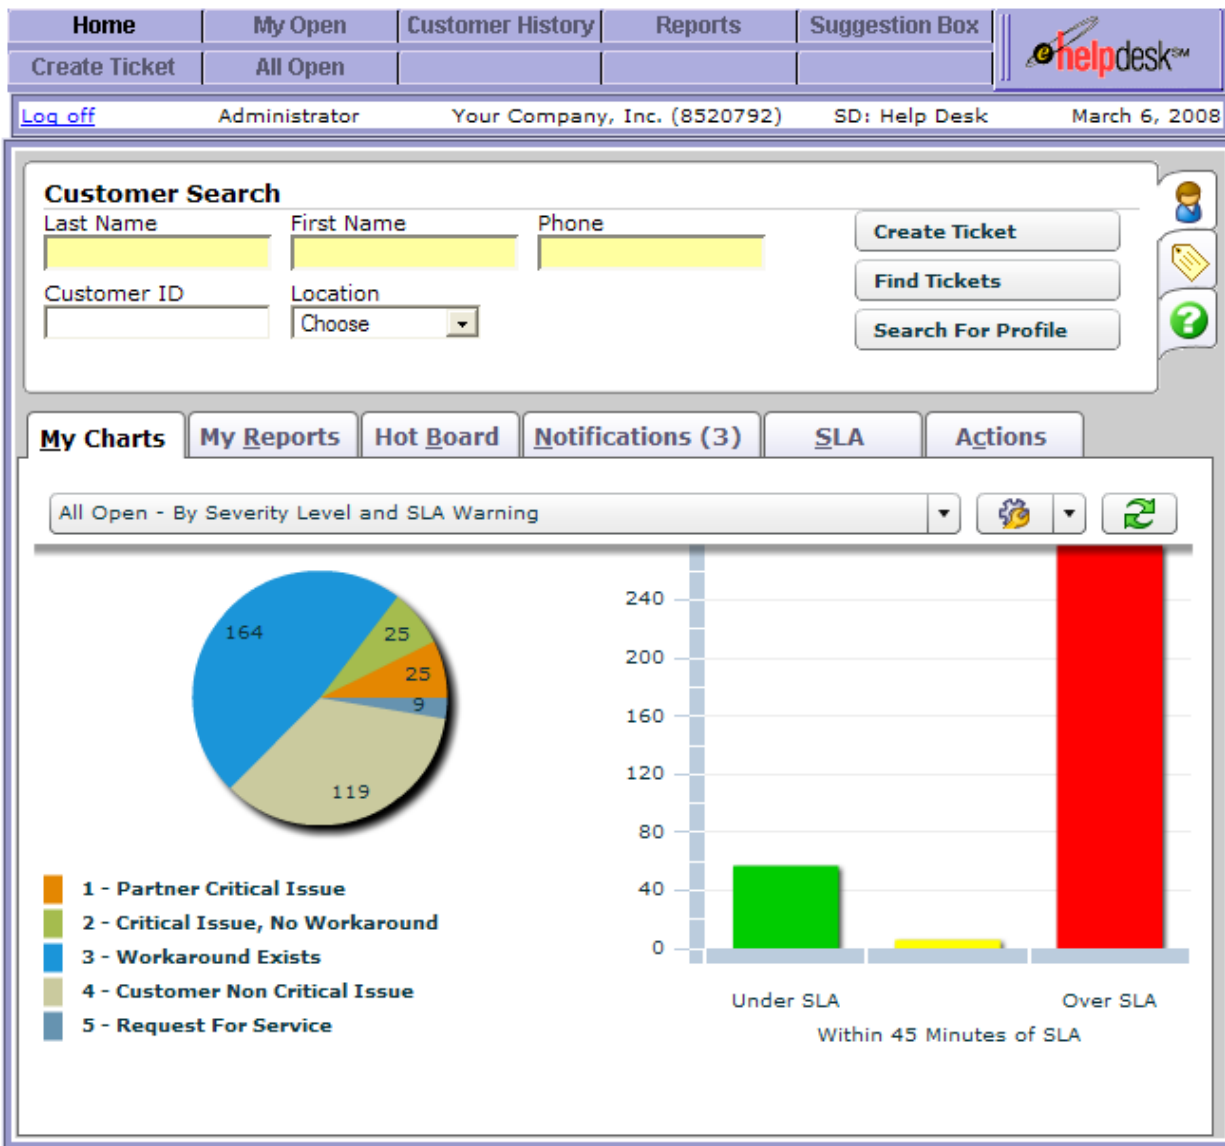 Home My Open Customer History Reports Suggestion Box
Create Ticket All Open
ehelpdesk SM
Log off Administrator Your Company, Inc. (8520792) SD: Help Desk March 6, 2008
Customer Search
Last Name First Name Phone
Create Ticket
Find Tickets
Customer ID Location
Choose
Search For Profile
My Charts My Reports Hot Board Notifications (3) SLA Actions
All Open - By Severity Level and SLA Warning
164
25
25
9
119
1 - Partner Critical Issue
2 - Critical Issue, No Workaround
3 - Workaround Exists
4 - Customer Non Critical Issue
5 - Request For Service
240
200
160
120
80
40
0
Under SLA Over SLA
Within 45 Minutes of SLA